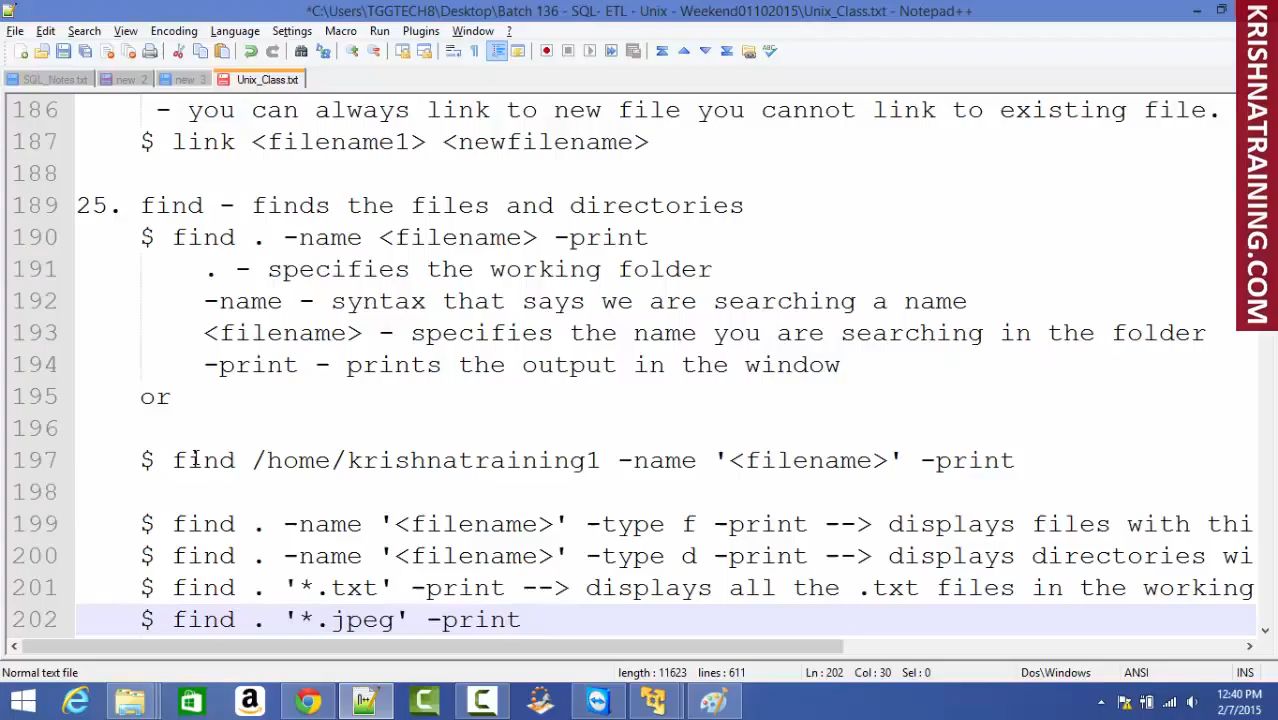 *C:\Users\TGGTECH8\Desktop\Batch 136 - SQL- ETL - Unix - Weekend01102015\Unix_Class.txt - Notepad++
File Edit Search View Encoding Language Settings Macro Run Plugins Window ?
SQL_Notes.txt new 2 new 3 Unix_Class.txt
186 - you can always link to new file you cannot link to existing file.
187 $ link <filename1> <newfilename>
188
189 25. find - finds the files and directories
190 $ find . -name <filename> -print
191 . - specifies the working folder
192 -name - syntax that says we are searching a name
193 <filename> - specifies the name you are searching in the folder
194 -print - prints the output in the window
195 or
196
197 $ find /home/krishnatraining1 -name '<filename>' -print
198
199 $ find . -name '<filename>' -type f -print --> displays files with thi
200 $ find . -name '<filename>' -type d -print --> displays directories wi
201 $ find . '*.txt' -print --> displays all the .txt files in the working
202 $ find . '*.jpeg' -print
KRISHNATRAINING.COM
Normal text file length : 11623 lines : 611 Ln : 202 Col : 30 Sel : 0 Dos\Windows ANSI INS
12:40 PM
2/7/2015